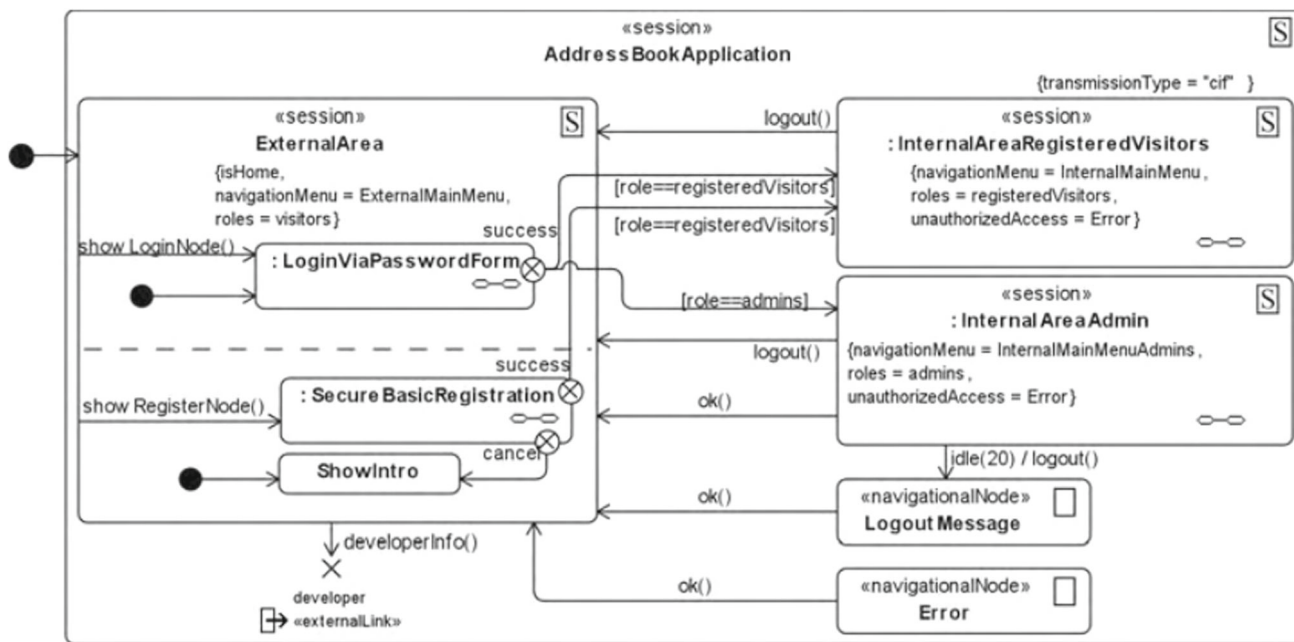 «session»
S
AddressBookApplication
{transmissionType = "cif" }
«session»
S
ExternalArea
{isHome,
navigationMenu = ExternalMainMenu,
roles = visitors}
show LoginNode()
success
: LoginViaPasswordForm
success
show RegisterNode()
: SecureBasicRegistration
cancel
ShowIntro
logout()
[role==registeredVisitors]
[role==registeredVisitors]
[role==admins]
logout()
ok()
«session»
S
: InternalAreaRegisteredVisitors
{navigationMenu = InternalMainMenu,
roles = registeredVisitors,
unauthorizedAccess = Error}
«session»
S
: InternalAreaAdmin
{navigationMenu = InternalMainMenuAdmins,
roles = admins,
unauthorizedAccess = Error}
idle(20) / logout()
ok()
«navigationalNode»
Logout Message
developerInfo()
developer
«externalLink»
ok()
«navigationalNode»
Error